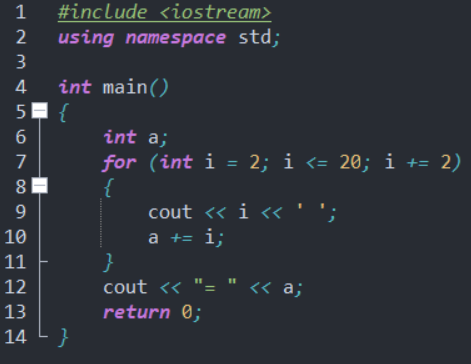 1 #include <iostream>
2 using namespace std;
3
4 int main()
5 {
6 int a;
7 for (int i = 2; i <= 20; i += 2)
8 {
9 cout << i << ' ';
10 a += i;
11 }
12 cout << "= " << a;
13 return 0;
14 }